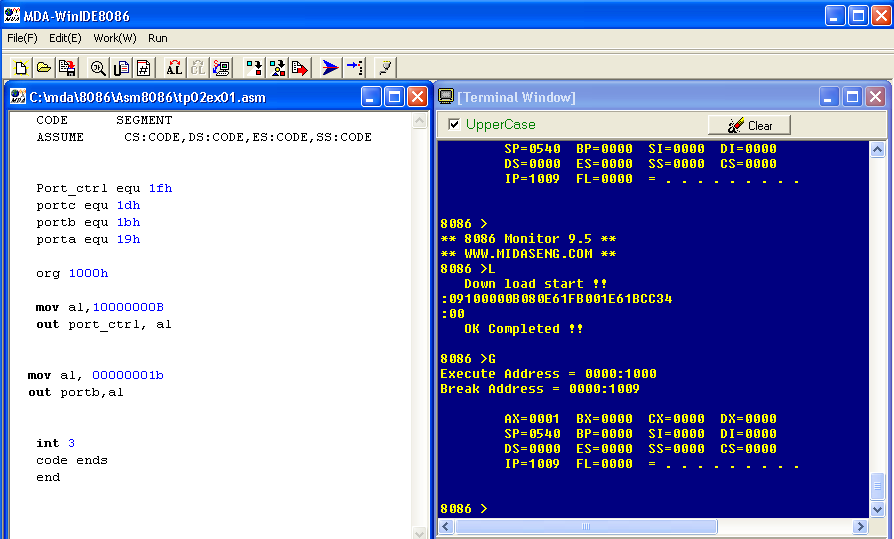 MDA-WinIDE8086
File(F) Edit(E) Work(W) Run
C:\mda\8086\Asm8086\tp02ex01.asm
CODE SEGMENT
ASSUME CS:CODE,DS:CODE,ES:CODE,SS:CODE
Port_ctrl equ 1fh
portc equ 1dh
portb equ 1bh
porta equ 19h
org 1000h
mov al,10000000B
out port_ctrl, al
mov al, 00000001b
out portb,al
int 3
code ends
end
[Terminal Window]
UpperCase Clear
SP=0540 BP=0000 SI=0000 DI=0000
DS=0000 ES=0000 SS=0000 CS=0000
IP=1009 FL=0000 = . . . . . . . . .
8086 >
** 8086 Monitor 9.5 **
** WWW.MIDASENG.COM **
8086 >L
Down load start !!
:09100000B080E61FB001E61BCC34
:00
OK Completed !!
8086 >G
Execute Address = 0000:1000
Break Address = 0000:1009
AX=0001 BX=0000 CX=0000 DX=0000
SP=0540 BP=0000 SI=0000 DI=0000
DS=0000 ES=0000 SS=0000 CS=0000
IP=1009 FL=0000 = . . . . . . . . .
8086 >